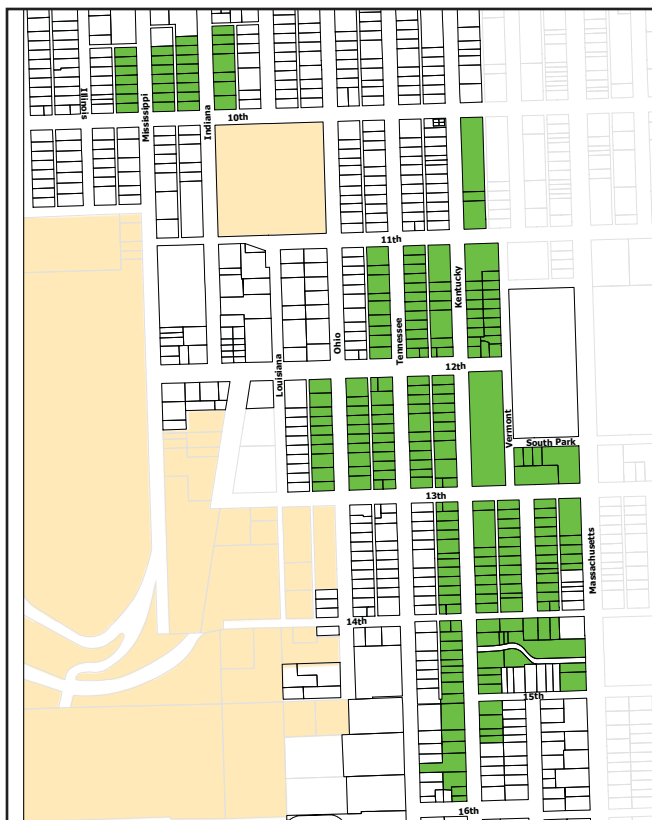 Illinois
Mississippi
Indiana
10th
11th
Kentucky
Ohio
Tennessee
Louisiana
12th
Vermont
South Park
13th
Massachusetts
14th
15th
16th